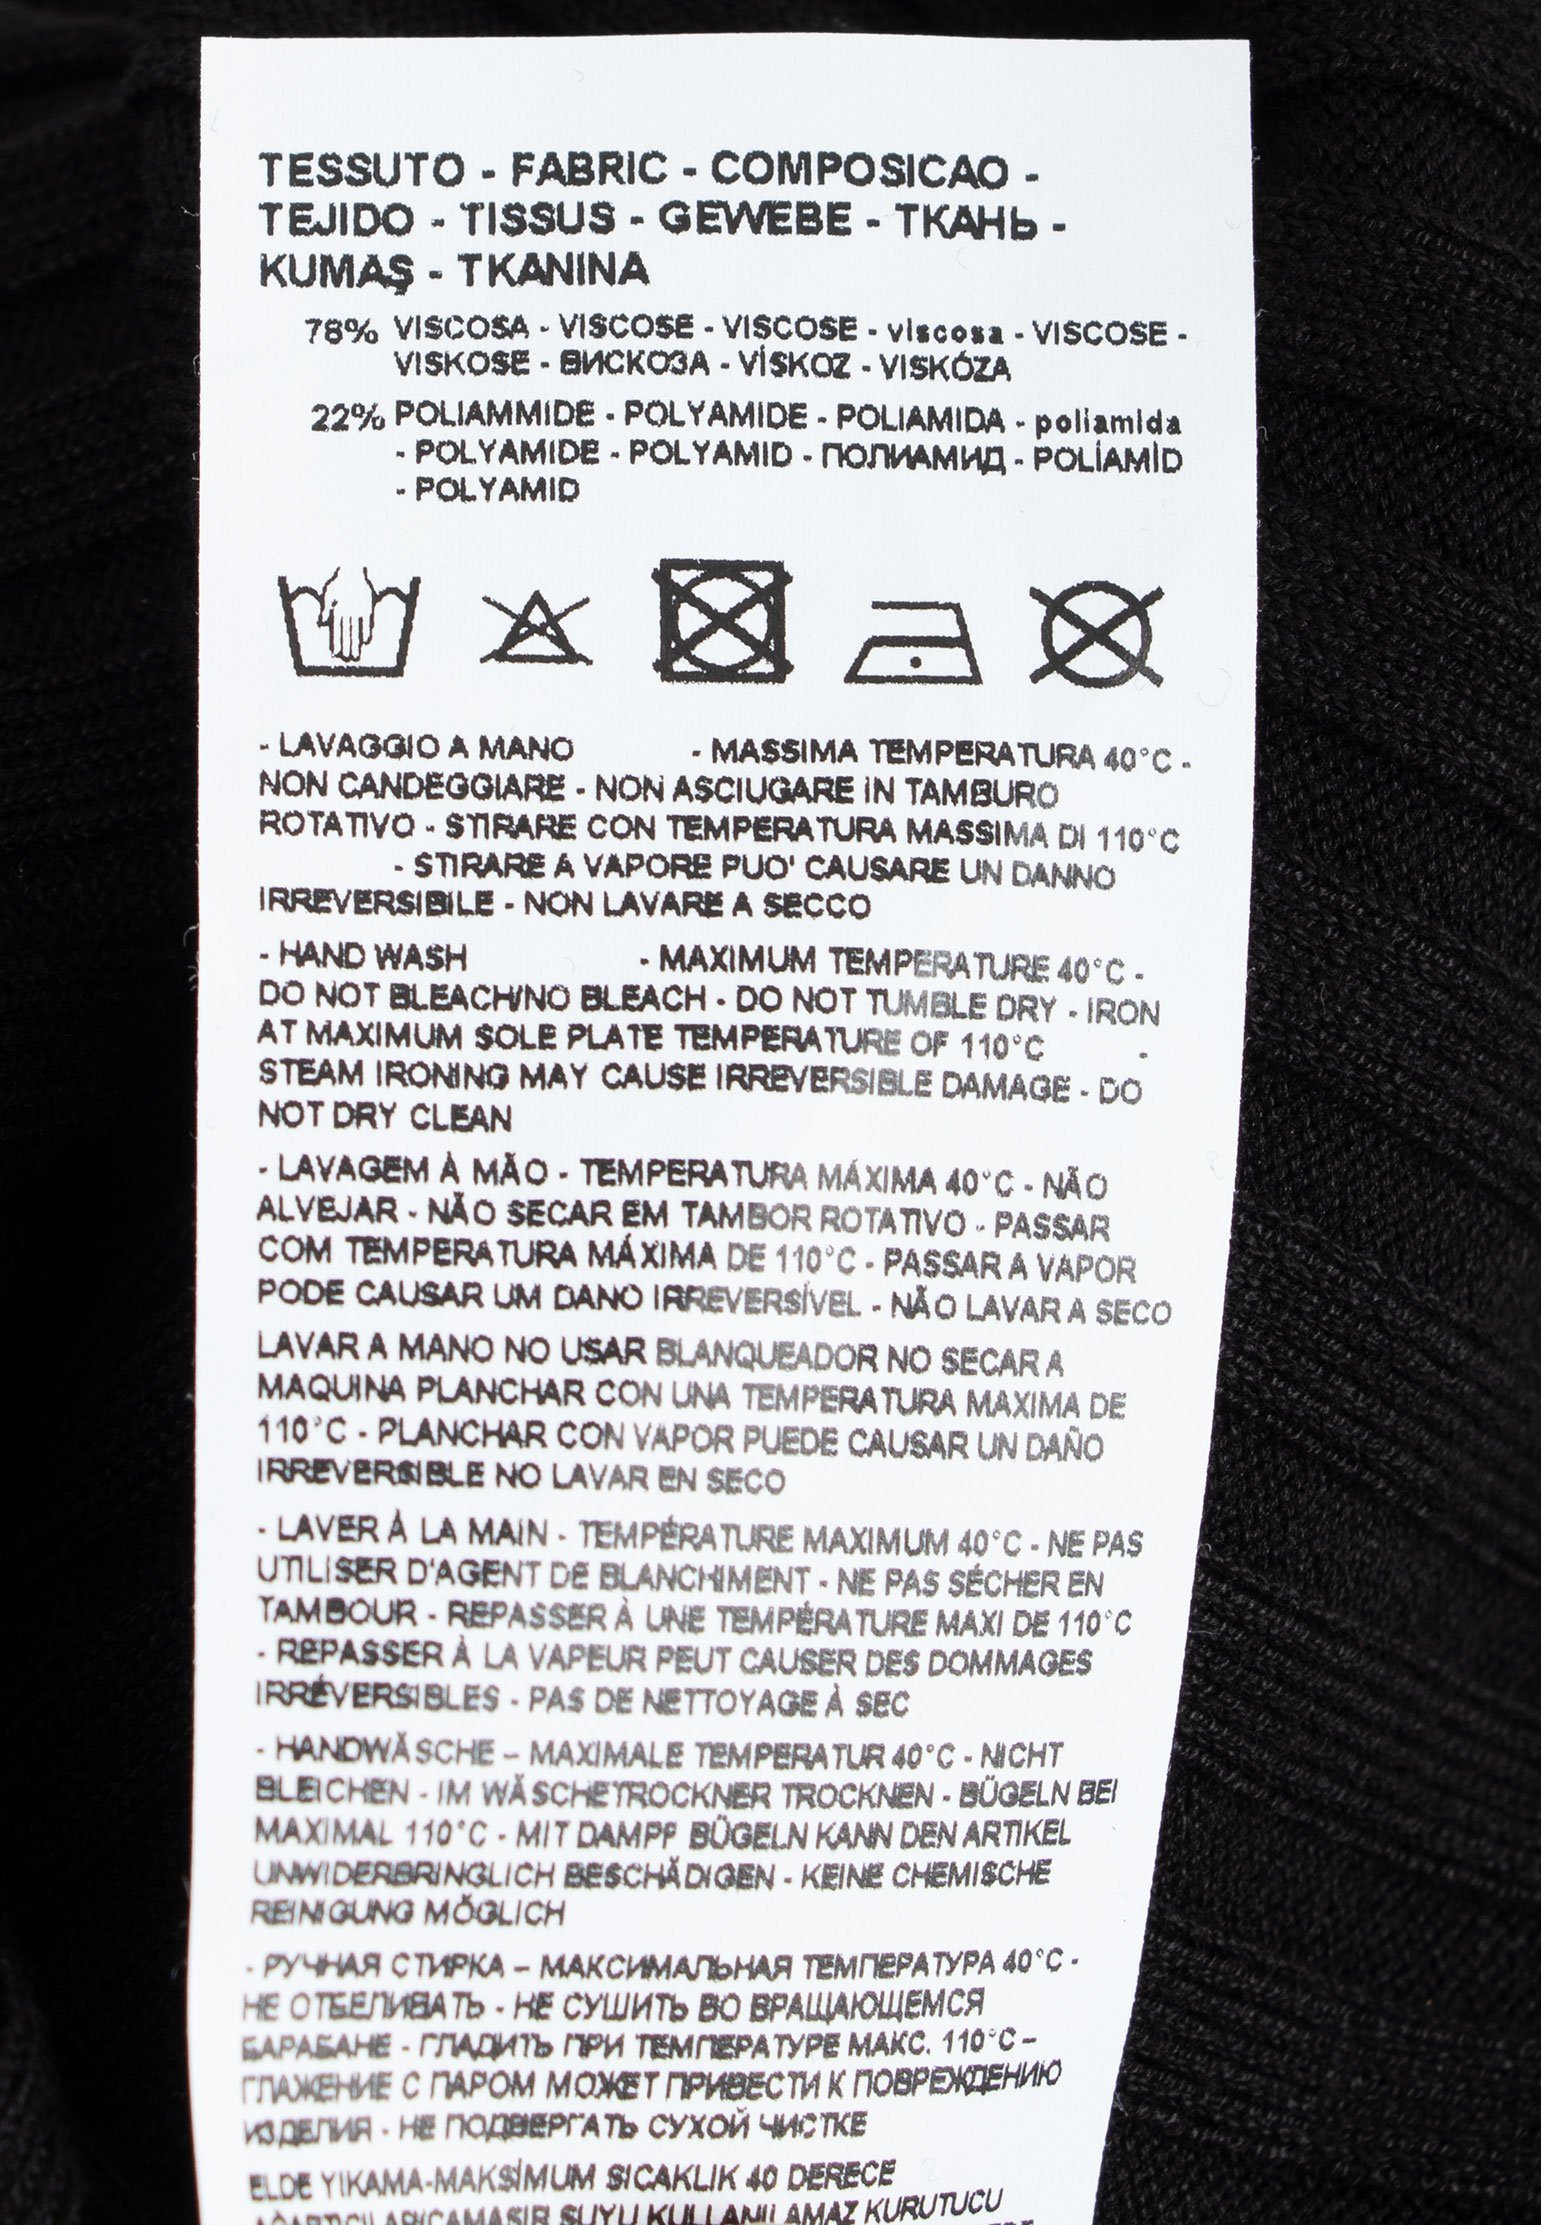 TESSUTO - FABRIC - COMPOSICAO -
TEJIDO - TISSUS - GEWEBE - ТКАНЬ -
KUMAŞ - TKANINA
78% VISCOSA - VISCOSE - VISCOSE - viscosa - VISCOSE -
VISKOSE - ВИСКОЗА - VİSKOZ - VISKÓZA
22% POLIAMMIDE - POLYAMIDE - POLIAMIDA - poliamida
- POLYAMIDE - POLYAMID - ПОЛИАМИД - POLİAMİD
- POLYAMID
- LAVAGGIO A MANO - MASSIMA TEMPERATURA 40°C -
NON CANDEGGIARE - NON ASCIUGARE IN TAMBURO
ROTATIVO - STIRARE CON TEMPERATURA MASSIMA DI 110°C
- STIRARE A VAPORE PUO' CAUSARE UN DANNO
IRREVERSIBILE - NON LAVARE A SECCO
- HAND WASH - MAXIMUM TEMPERATURE 40°C -
DO NOT BLEACH/NO BLEACH - DO NOT TUMBLE DRY - IRON
AT MAXIMUM SOLE PLATE TEMPERATURE OF 110°C -
STEAM IRONING MAY CAUSE IRREVERSIBLE DAMAGE - DO
NOT DRY CLEAN
- LAVAGEM À MÃO - TEMPERATURA MÁXIMA 40°C - NÃO
ALVEJAR - NÃO SECAR EM TAMBOR ROTATIVO - PASSAR
COM TEMPERATURA MÁXIMA DE 110°C - PASSAR A VAPOR
PODE CAUSAR UM DANO IRREVERSÍVEL - NÃO LAVAR A SECO
LAVAR A MANO NO USAR BLANQUEADOR NO SECAR A
MAQUINA PLANCHAR CON UNA TEMPERATURA MAXIMA DE
110°C - PLANCHAR CON VAPOR PUEDE CAUSAR UN DAÑO
IRREVERSIBLE NO LAVAR EN SECO
- LAVER À LA MAIN - TEMPÉRATURE MAXIMUM 40°C - NE PAS
UTILISER D'AGENT DE BLANCHIMENT - NE PAS SÉCHER EN
TAMBOUR - REPASSER À UNE TEMPÉRATURE MAXI DE 110°C
- REPASSER À LA VAPEUR PEUT CAUSER DES DOMMAGES
IRRÉVERSIBLES - PAS DE NETTOYAGE À SEC
- HANDWÄSCHE – MAXIMALE TEMPERATUR 40°C - NICHT
BLEICHEN - IM WÄSCHETROCKNER TROCKNEN - BÜGELN BEI
MAXIMAL 110°C - MIT DAMPF BÜGELN KANN DEN ARTIKEL
UNWIDERBRINGLICH BESCHÄDIGEN - KEINE CHEMISCHE
REINIGUNG MÖGLICH
- РУЧНАЯ СТИРКА – МАКСИМАЛЬНАЯ ТЕМПЕРАТУРА 40°C -
НЕ ОТБЕЛИВАТЬ - НЕ СУШИТЬ ВО ВРАЩАЮЩЕМСЯ
БАРАБАНЕ - ГЛАДИТЬ ПРИ ТЕМПЕРАТУРЕ МАКС. 110°C –
ГЛАЖЕНИЕ С ПАРОМ МОЖЕТ ПРИВЕСТИ К ПОВРЕЖДЕНИЮ
ИЗДЕЛИЯ - НЕ ПОДВЕРГАТЬ СУХОЙ ЧИСТКЕ
ELDE YIKAMA-MAKSİMUM SICAKLIK 40 DERECE
SUYU KULLANILAMAZ KURUTUCU